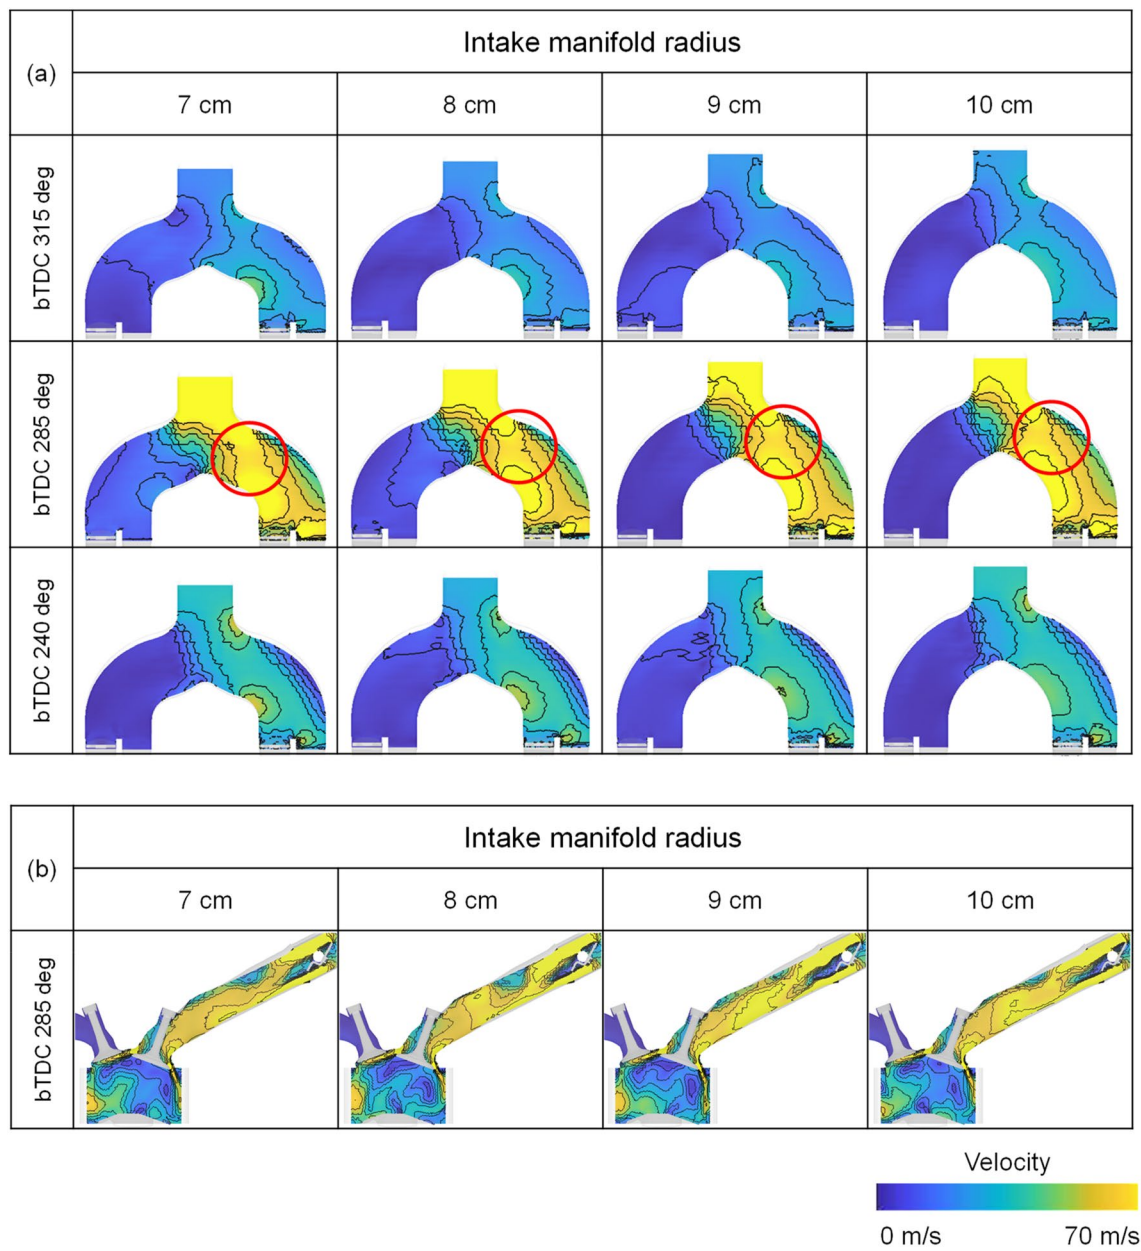 (a)
Intake manifold radius
7 cm 8 cm 9 cm 10 cm
bTDC 315 deg
bTDC 285 deg
bTDC 240 deg
(b)
Intake manifold radius
7 cm 8 cm 9 cm 10 cm
bTDC 285 deg
Velocity
0 m/s 70 m/s